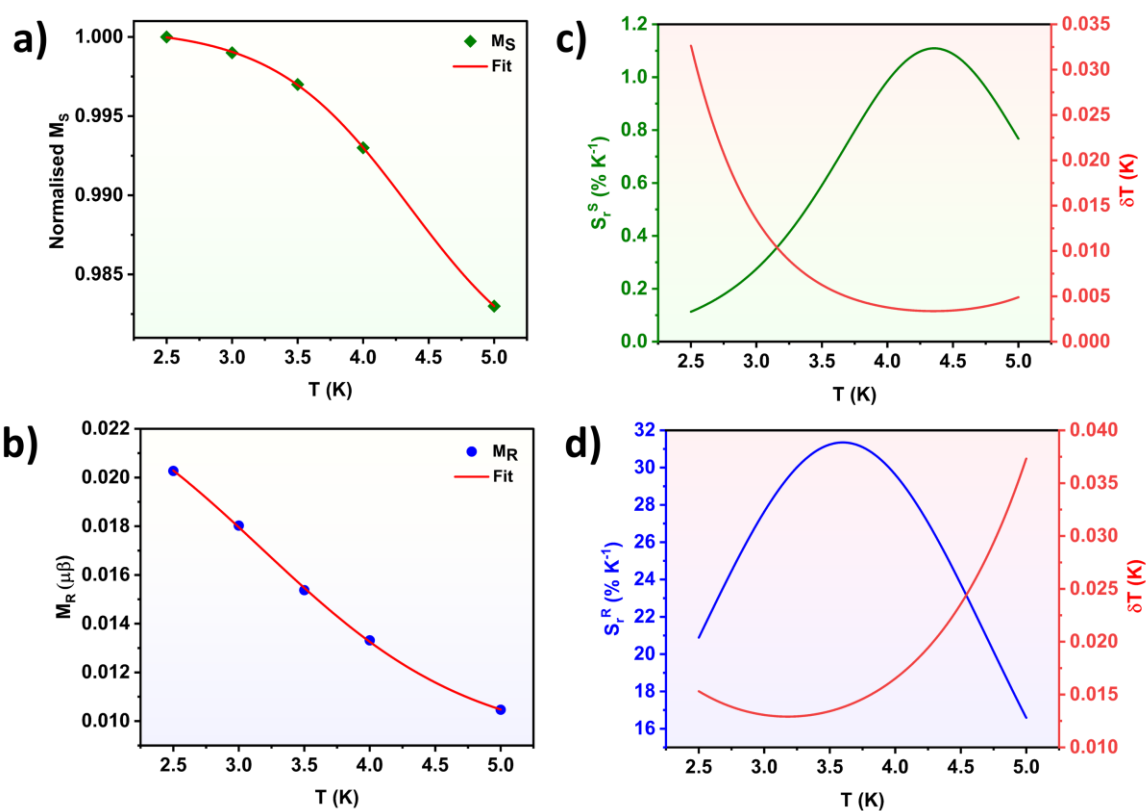 a)
1.000
0.995
0.990
0.985
Normalised M_S
M_S
Fit
2.5 3.0 3.5 4.0 4.5 5.0
T (K)
c)
1.2
1.0
0.8
0.6
0.4
0.2
0.0
S_r^S (% K^-1)
0.035
0.030
0.025
0.020
0.015
0.010
0.005
0.000
δT (K)
2.5 3.0 3.5 4.0 4.5 5.0
T (K)
b)
0.022
0.020
0.018
0.016
0.014
0.012
0.010
M_R (μβ)
M_R
Fit
2.5 3.0 3.5 4.0 4.5 5.0
T (K)
d)
32
30
28
26
24
22
20
18
16
S_r^R (% K^-1)
0.040
0.035
0.030
0.025
0.020
0.015
0.010
δT (K)
2.5 3.0 3.5 4.0 4.5 5.0
T (K)